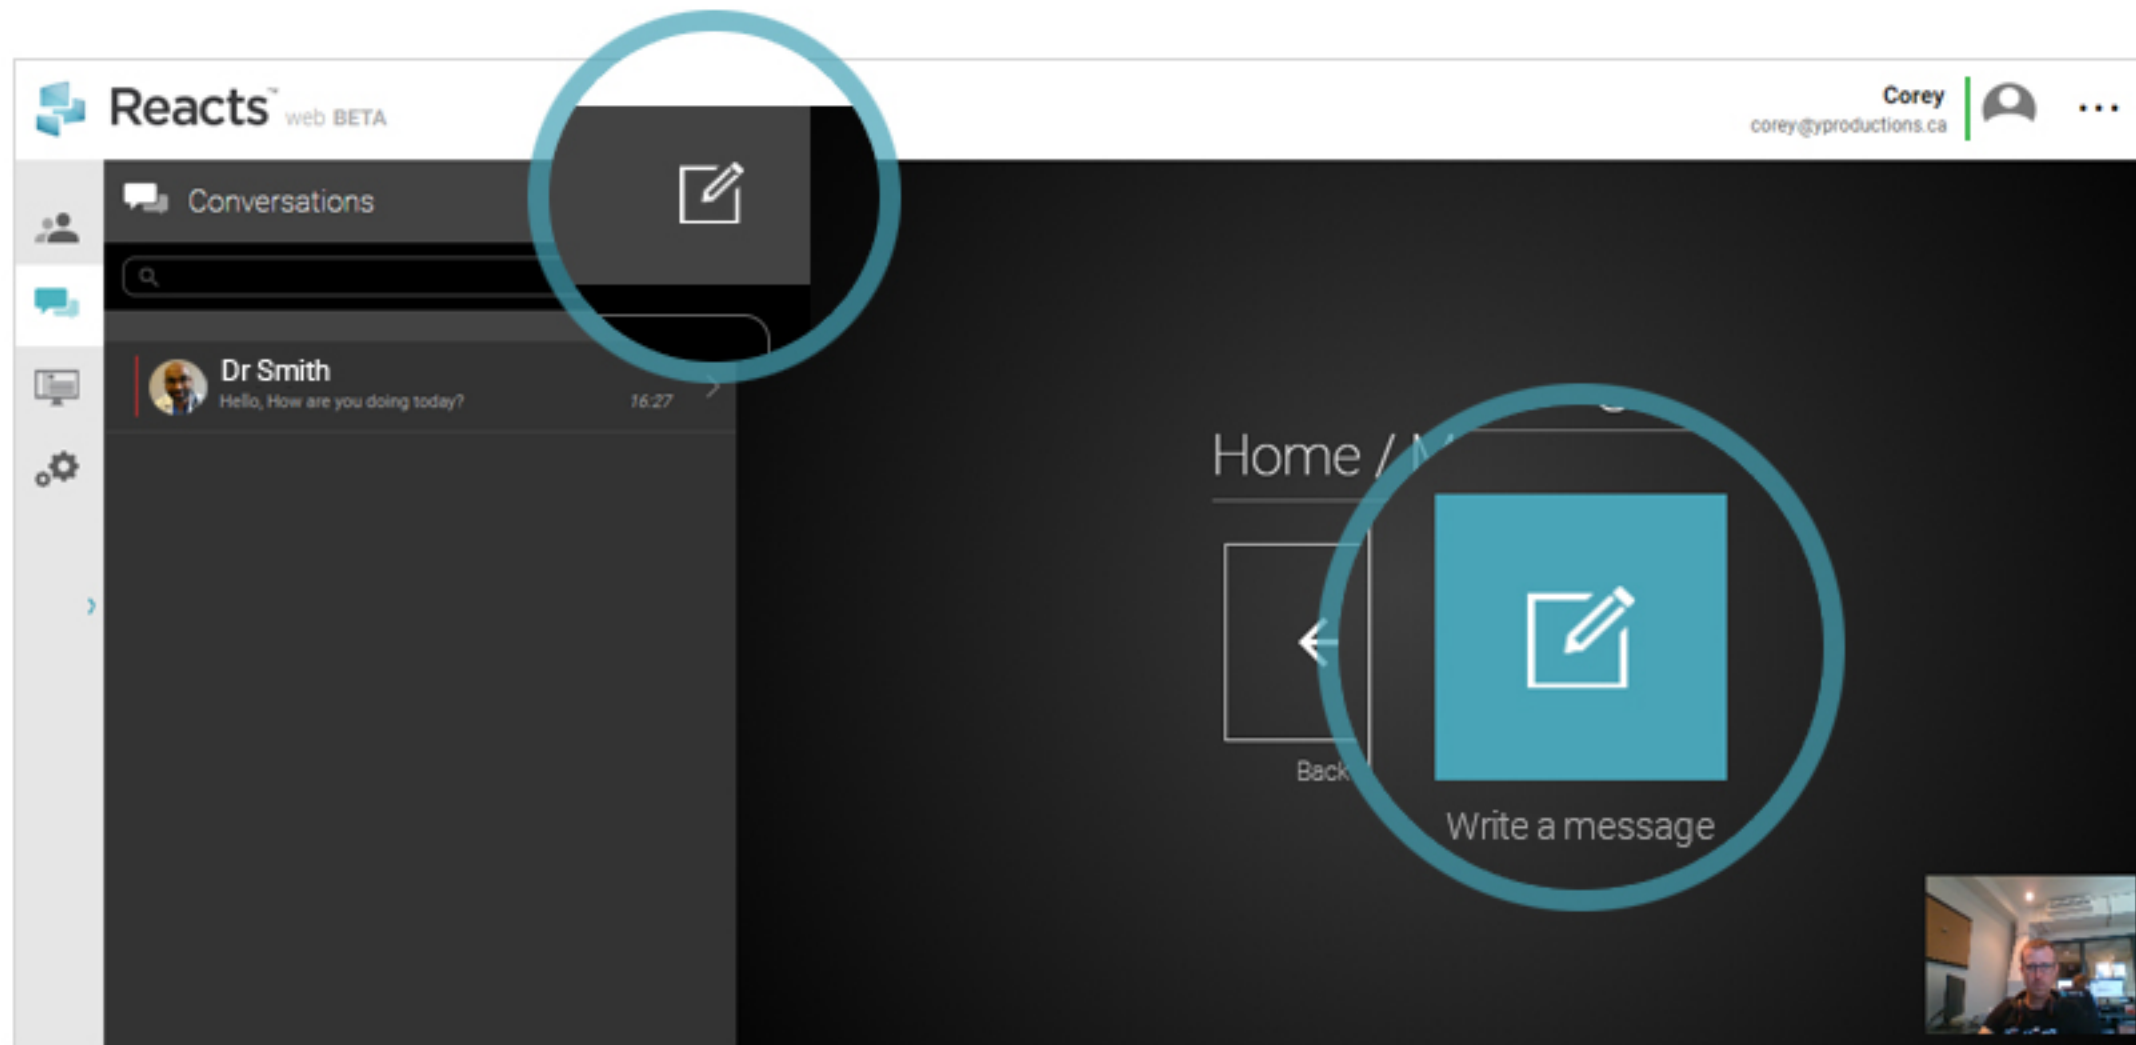 Reacts™ web BETA
Corey
corey@yproductions.ca
Conversations
Dr Smith
Hello, How are you doing today?
16:27
Home / M
Back
Write a message